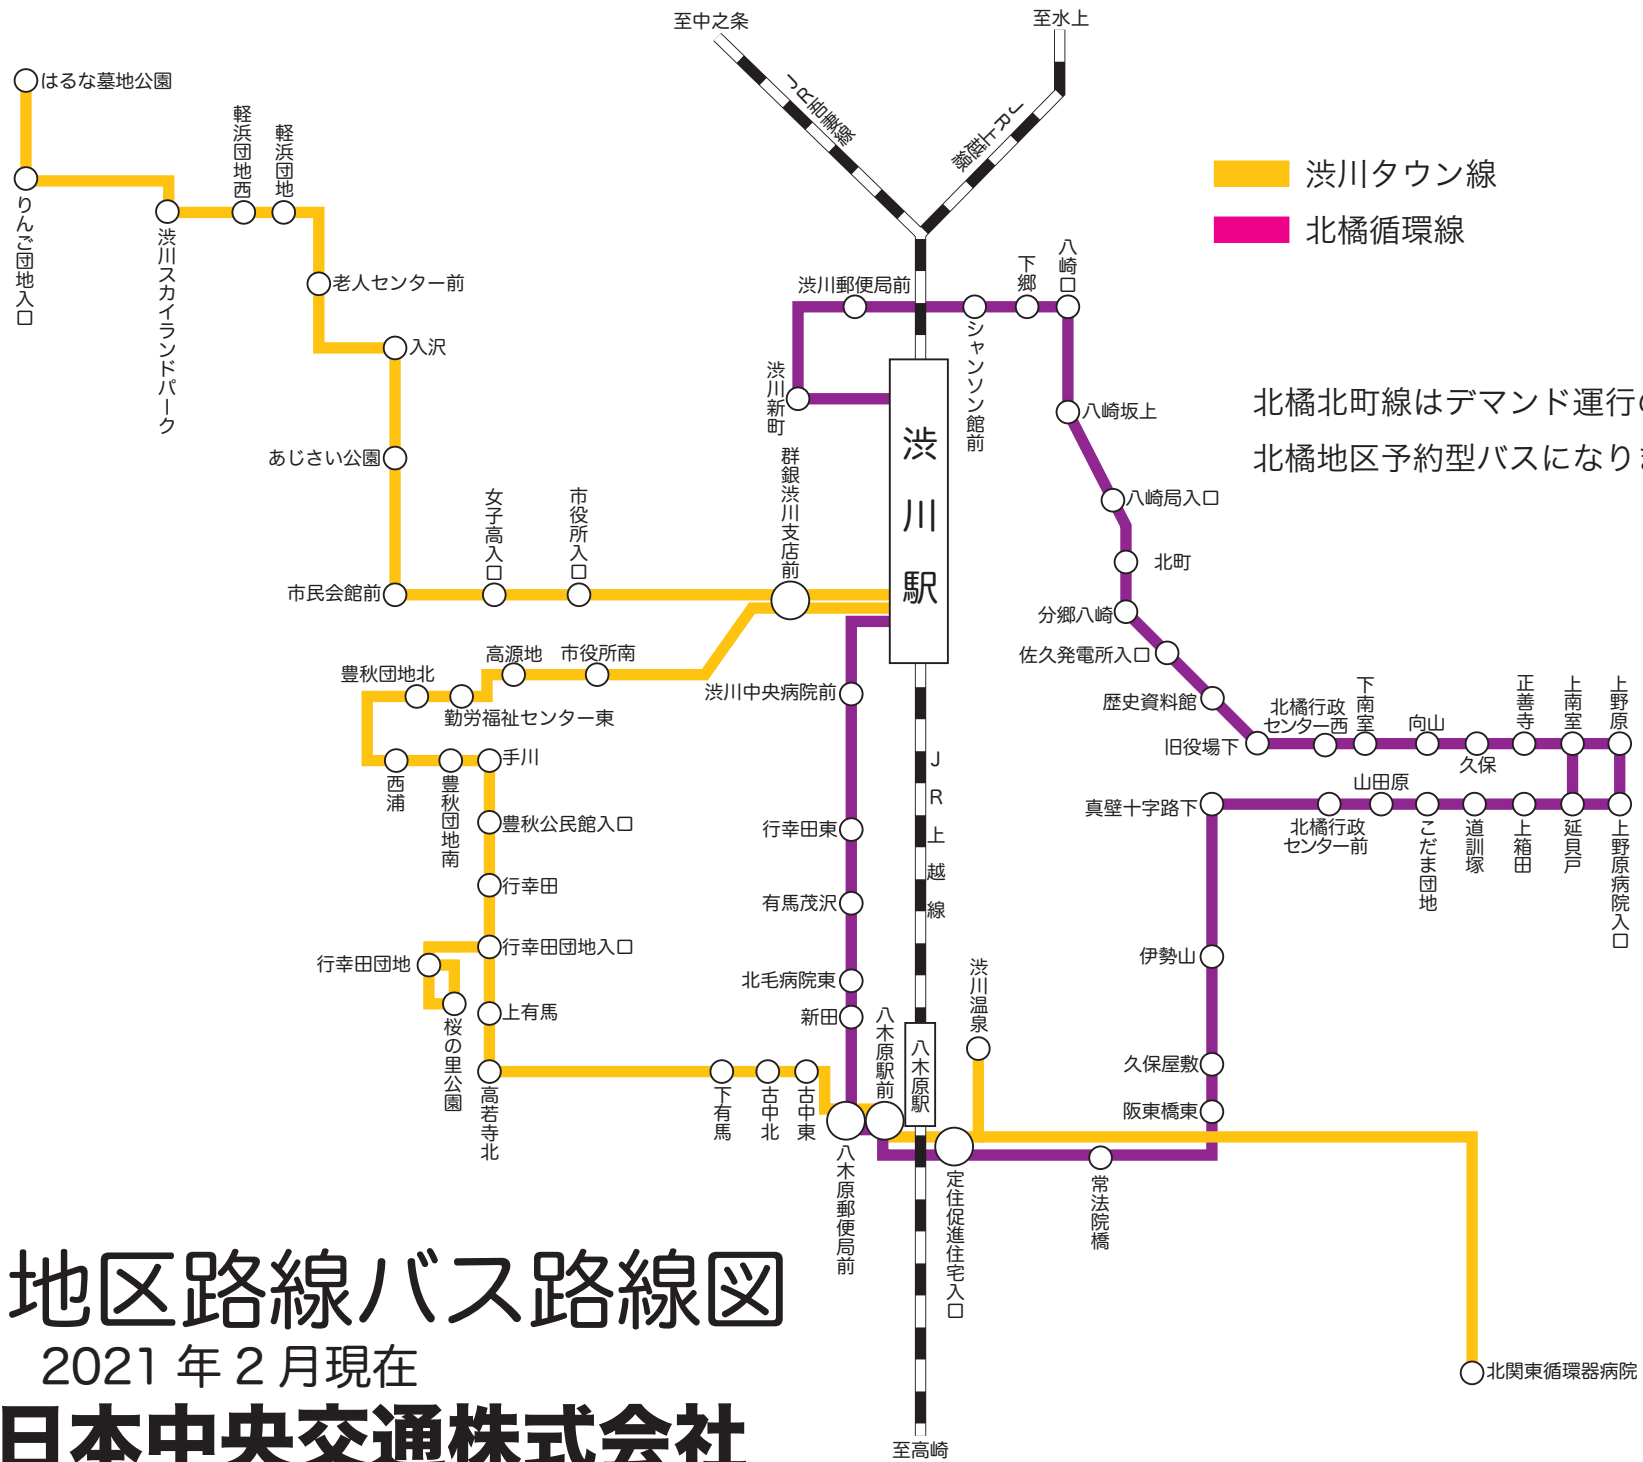 至中之条
至水上
JR吾妻線
JR上越線
はるな墓地公園
りんご団地入口
渋川スカイランドパーク
軽浜団地西
軽浜団地
老人センター前
入沢
あじさい公園
市民会館前
女子高入口
市役所入口
群銀渋川支店前
渋川新町
渋川郵便局前
シャンソン館前
下郷
八崎口
八崎坂上
八崎局入口
北町
分郷八崎
佐久発電所入口
歴史資料館
旧役場下
北橘行政
センター西
下南室
向山
久保
正善寺
上南室
上野原
渋川タウン線
北橘循環線
北橘北町線はデマンド運行の
北橘地区予約型バスになりま
渋川駅
豊秋団地北
勤労福祉センター東
高源地
市役所南
西浦
豊秋団地南
手川
豊秋公民館入口
行幸田
行幸田団地入口
行幸田団地
桜の里公園
上有馬
高若寺北
下有馬
古中北
古中東
渋川中央病院前
行幸田東
有馬茂沢
北毛病院東
新田
八木原郵便局前
八木原駅前
八木原駅
JR上越線
渋川温泉
定住促進住宅入口
常法院橋
阪東橋東
久保屋敷
伊勢山
真壁十字路下
北橘行政
センター前
山田原
こだま団地
道訓塚
上箱田
延貝戸
上野原病院入口
北関東循環器病院
至高崎
地区路線バス路線図
2021 年 2 月現在
日本中央交通株式会社